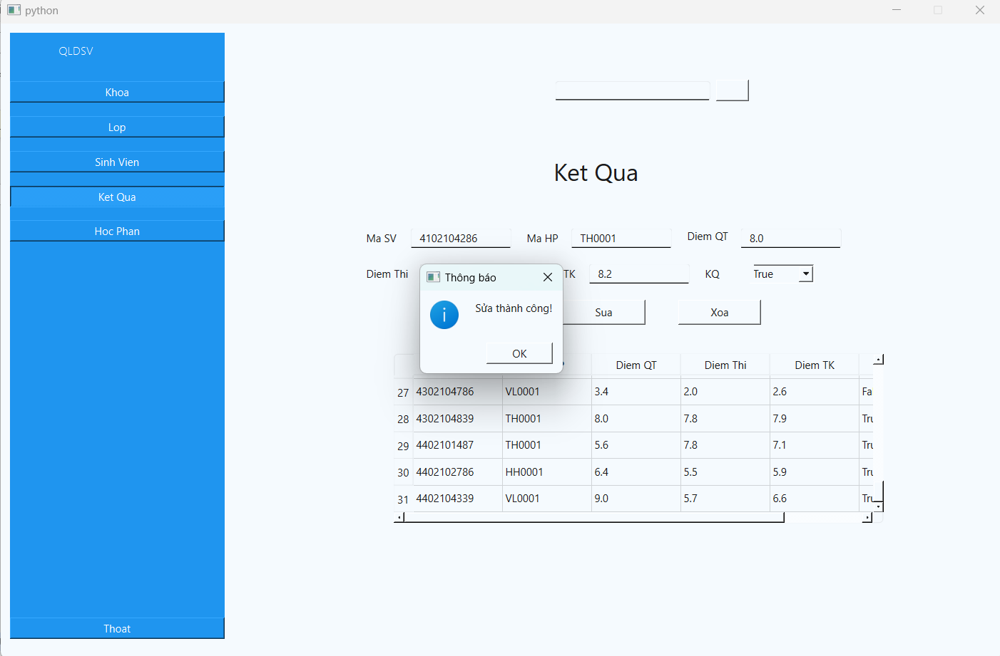 python
QLDSV
Khoa
Lop
Sinh Vien
Ket Qua
Hoc Phan
Thoat
Ket Qua
Ma SV 4102104286 Ma HP TH0001 Diem QT 8.0
Diem Thi TK 8.2 KQ True
Sua Xoa
Thông báo
Sửa thành công!
OK
Diem QT Diem Thi Diem TK
27 4302104786 VL0001 3.4 2.0 2.6 Fa
28 4302104839 TH0001 8.0 7.8 7.9 Tru
29 4402101487 TH0001 5.6 7.8 7.1 Tru
30 4402102786 HH0001 6.4 5.5 5.9 Tru
31 4402104339 VL0001 9.0 5.7 6.6 Tru